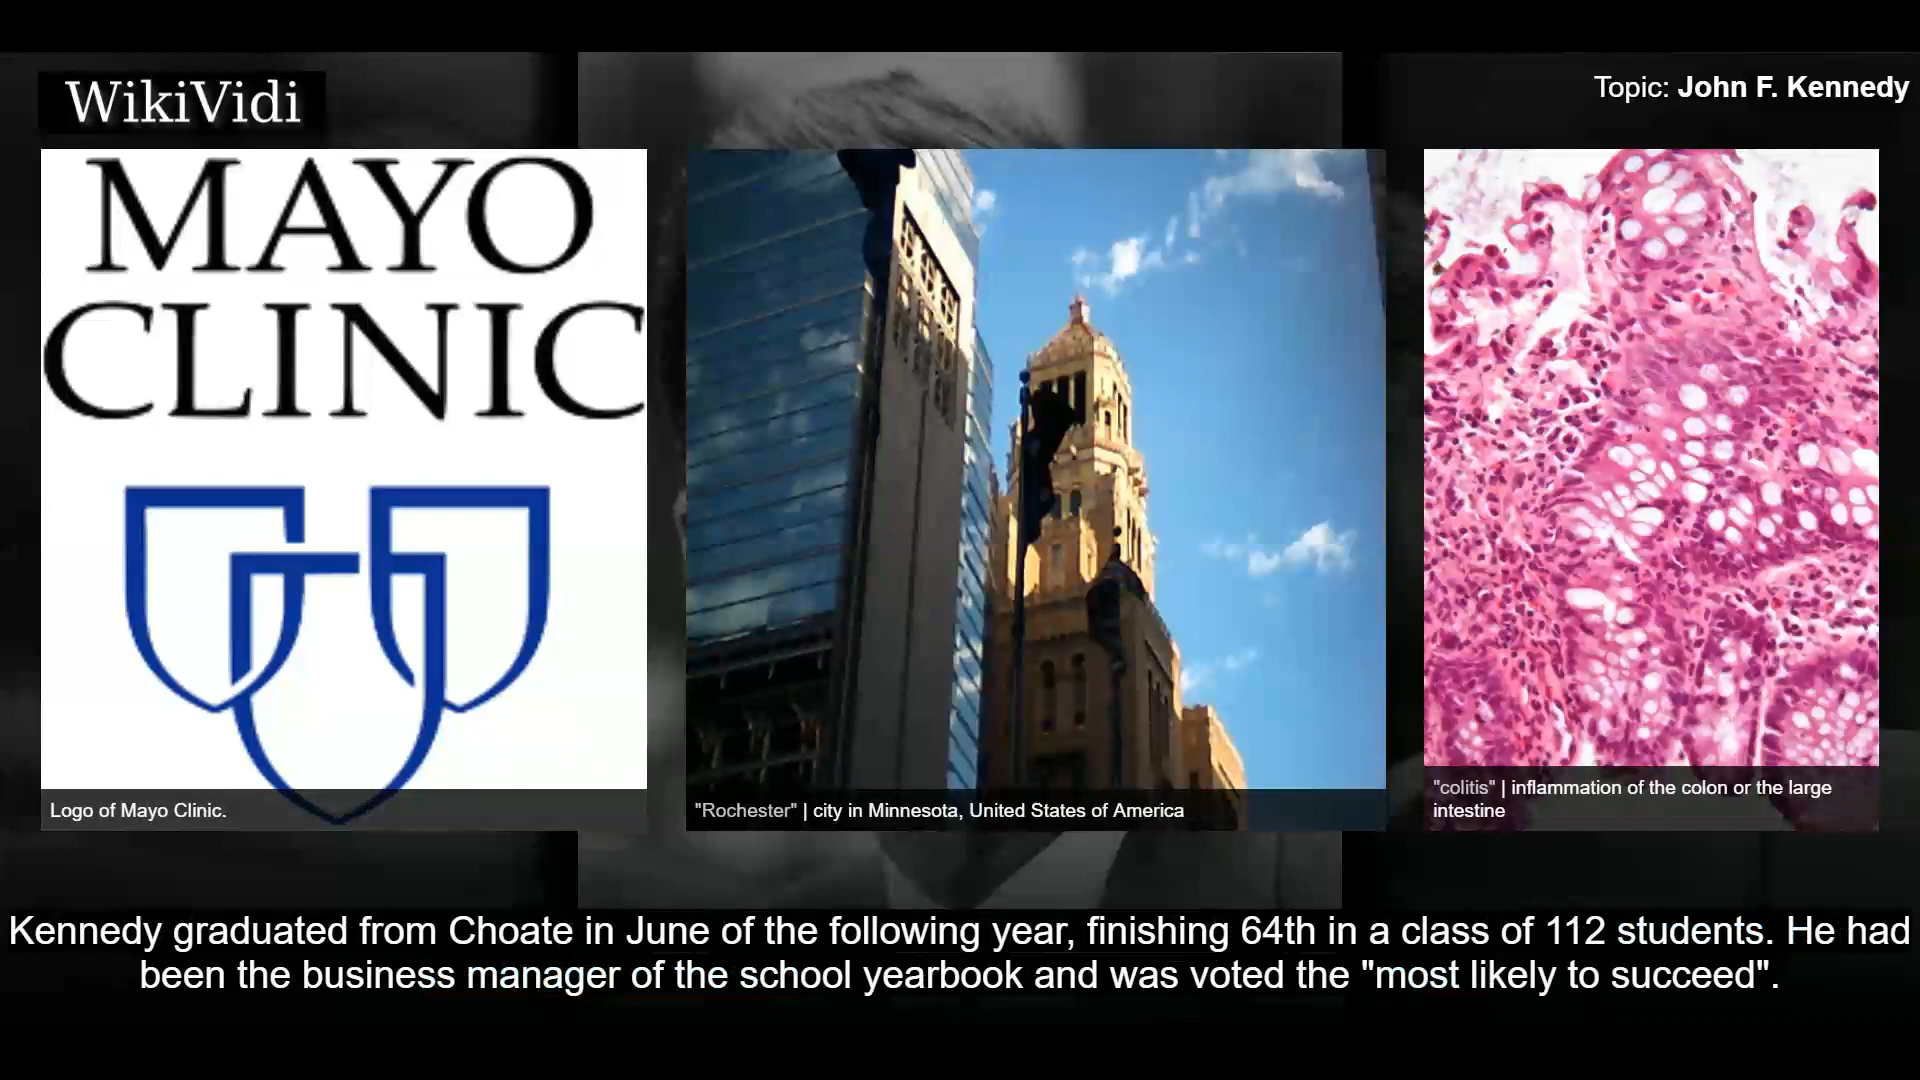 WikiVidi
Topic: John F. Kennedy
MAYO
CLINIC
Logo of Mayo Clinic.
"Rochester" | city in Minnesota, United States of America
"colitis" | inflammation of the colon or the large
intestine
Kennedy graduated from Choate in June of the following year, finishing 64th in a class of 112 students. He had
been the business manager of the school yearbook and was voted the "most likely to succeed".